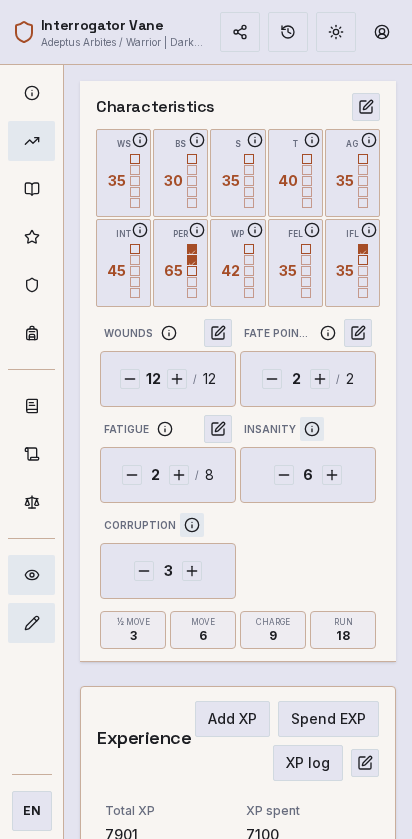 Interrogator Vane
Adeptus Arbites / Warrior | Dark...
Characteristics
WS BS S T AG
35 30 35 40 35
INT PER WP FEL IFL
45 65 42 35 35
WOUNDS FATE POIN...
12 / 12 2 / 2
FATIGUE INSANITY
2 / 8 6
CORRUPTION
3
½ MOVE MOVE CHARGE RUN
3 6 9 18
Experience
Add XP Spend EXP
XP log
Total XP XP spent
7901 7100
EN